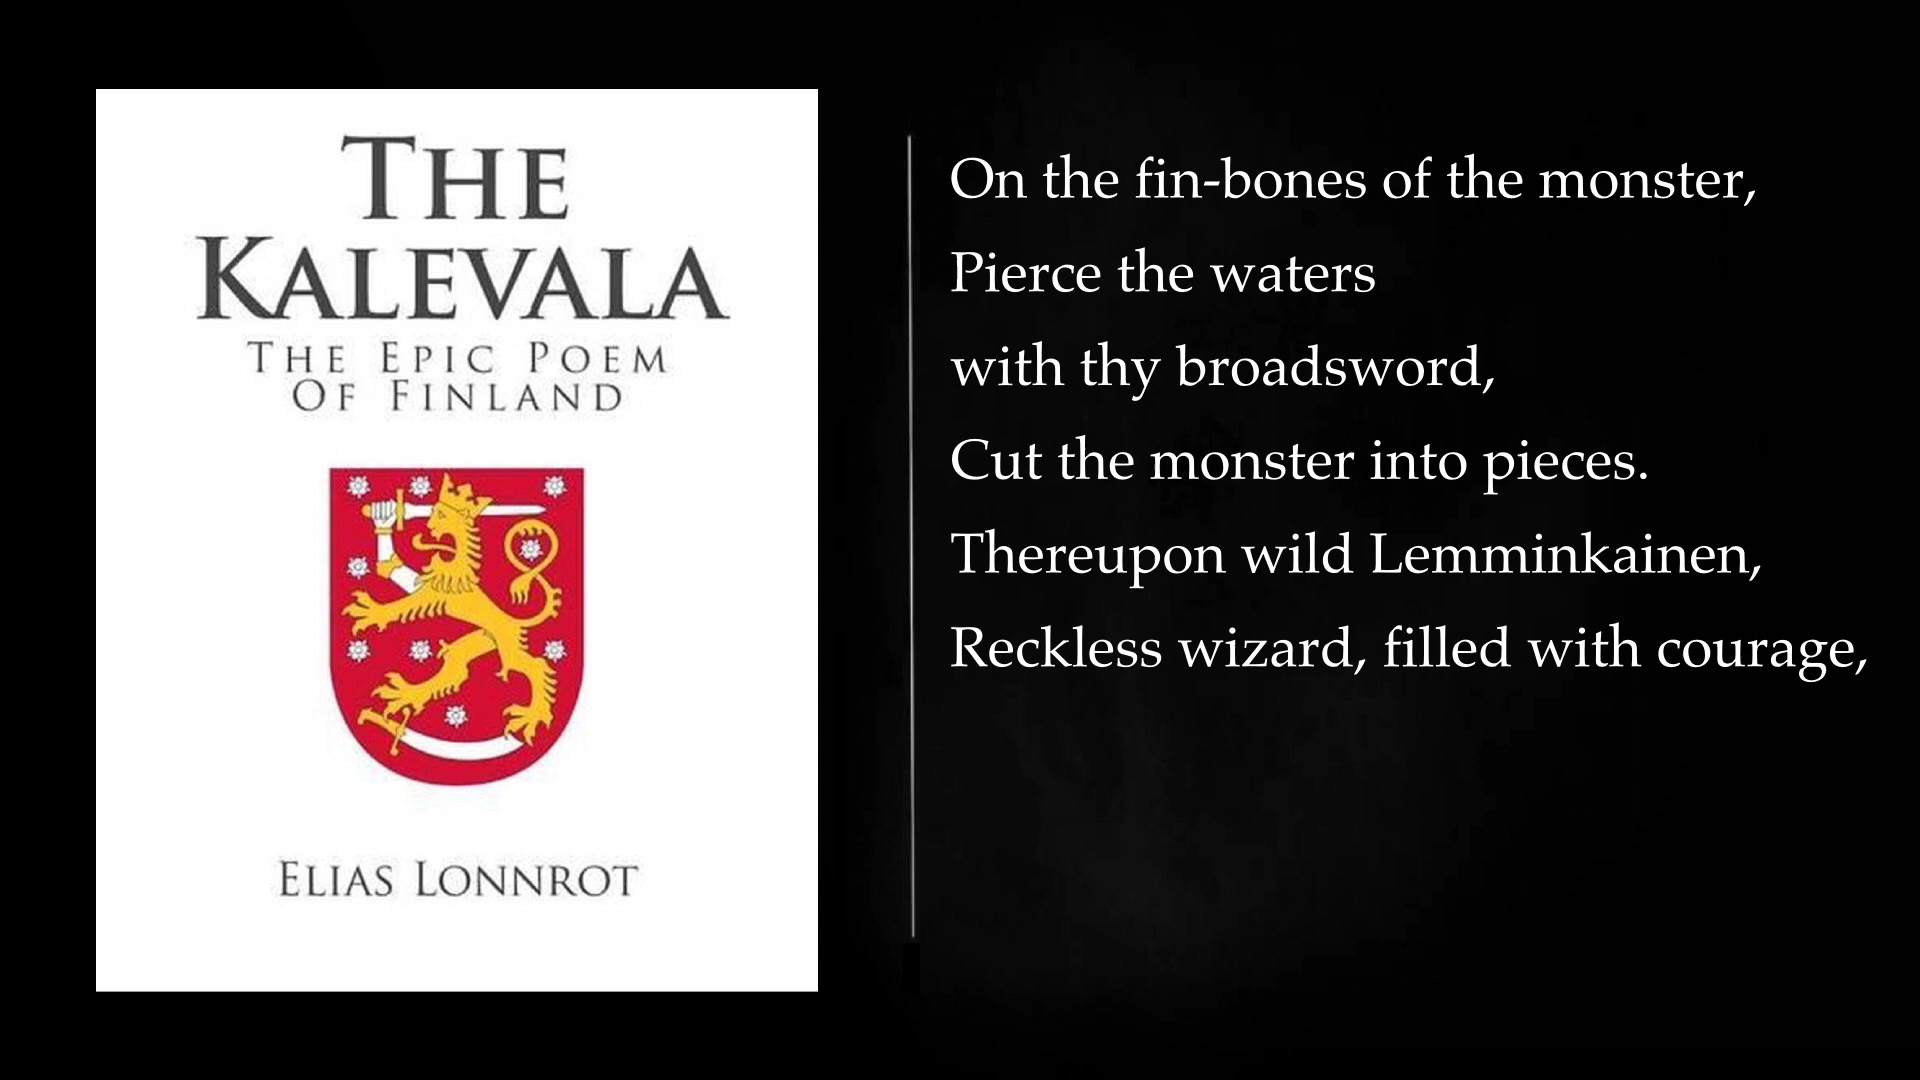 THE
KALEVALA
THE EPIC POEM
OF FINLAND
ELIAS LONNROT
On the fin-bones of the monster,
Pierce the waters
with thy broadsword,
Cut the monster into pieces.
Thereupon wild Lemminkainen,
Reckless wizard, filled with courage,